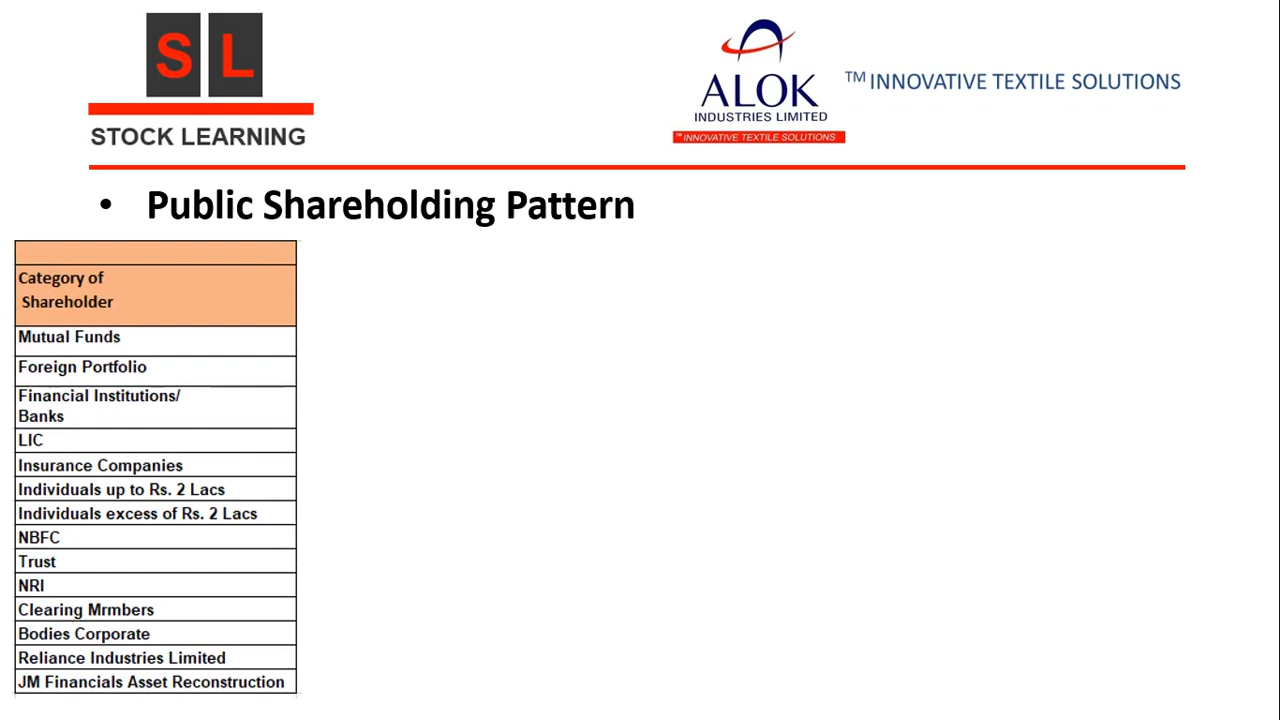 S L
STOCK LEARNING
ALOK
INDUSTRIES LIMITED
™INNOVATIVE TEXTILE SOLUTIONS
TM INNOVATIVE TEXTILE SOLUTIONS
• Public Shareholding Pattern
Category of
Shareholder
Mutual Funds
Foreign Portfolio
Financial Institutions/
Banks
LIC
Insurance Companies
Individuals up to Rs. 2 Lacs
Individuals excess of Rs. 2 Lacs
NBFC
Trust
NRI
Clearing Mrmbers
Bodies Corporate
Reliance Industries Limited
JM Financials Asset Reconstruction